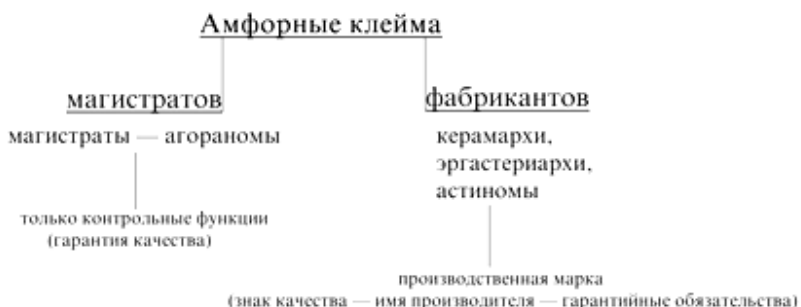 Амфорные клейма
магистратов
магистраты — агораномы
только контрольные функции
(гарантия качества)
фабрикантов
керамархи,
эргастериархи,
астиномы
производственная марка
(знак качества — имя производителя — гарантийные обязательства)